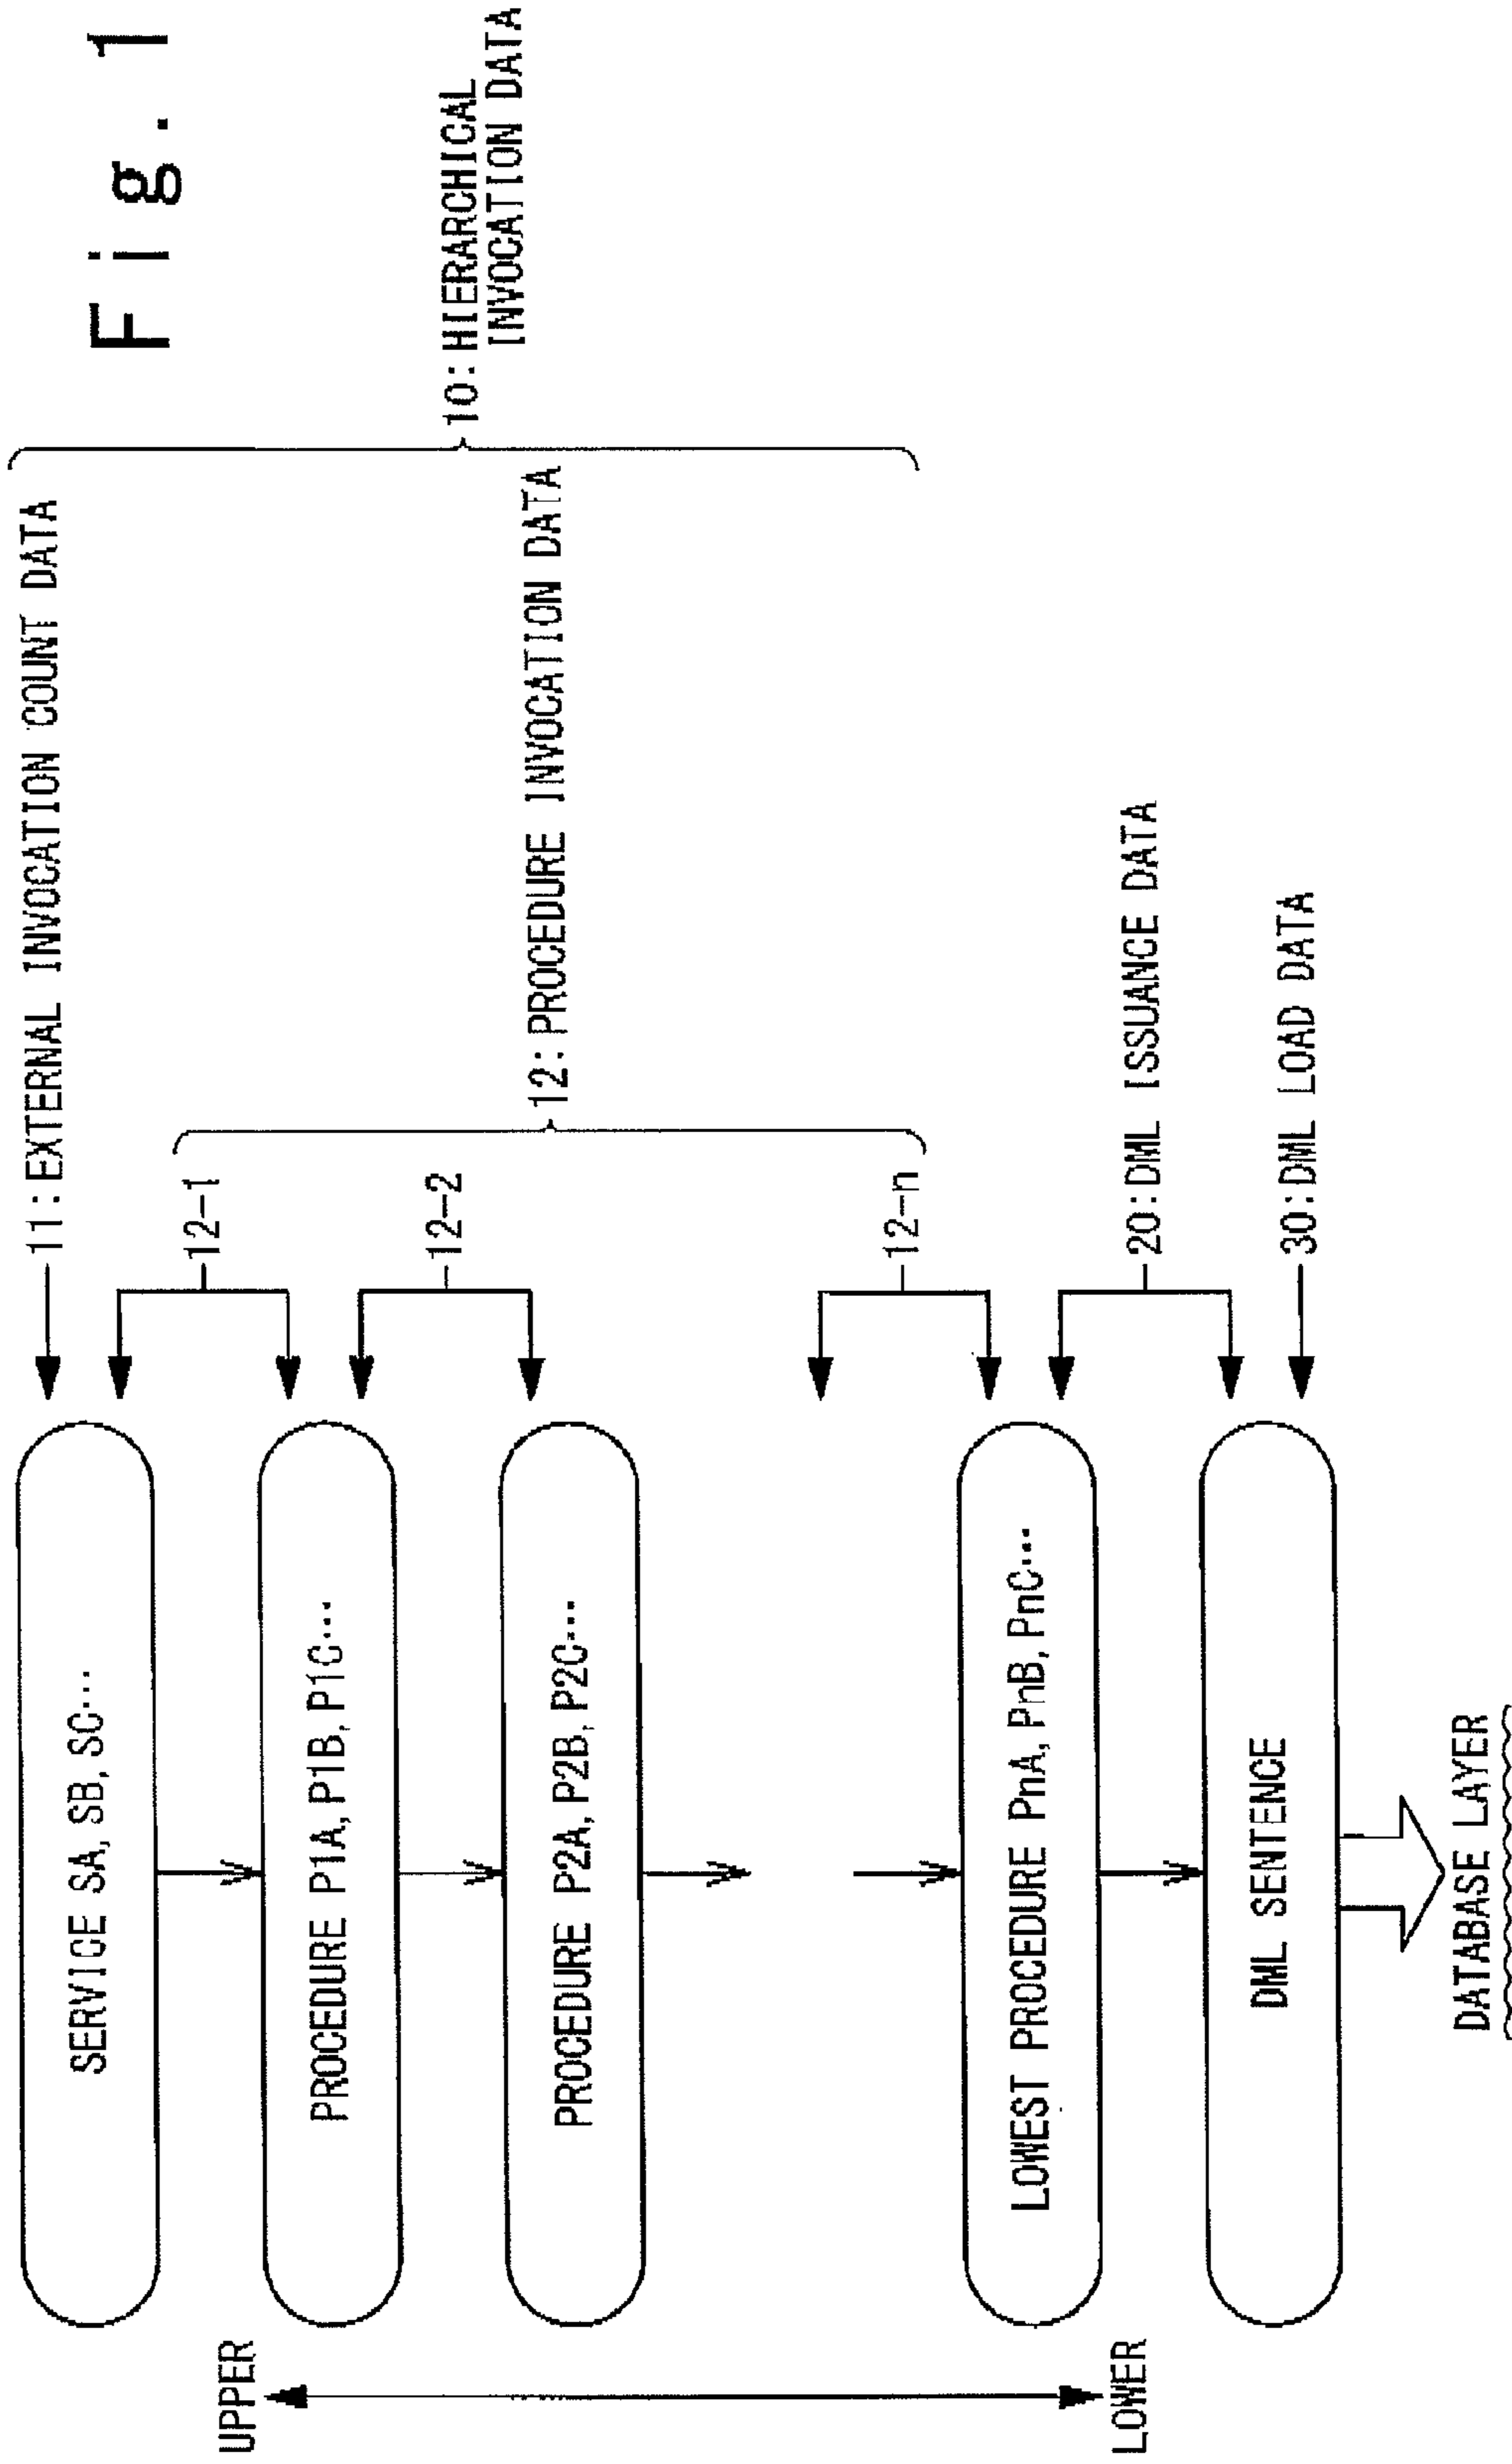 Fig. 1
11:EXTERNAL INVOCATION COUNT DATA
SERVICE SA, SB, SC…
12-1
10:HIERARCHICAL
INVOCATION DATA
UPPER
PROCEDURE P1A, P1B, P1C…
12-2
12:PROCEDURE INVOCATION DATA
PROCEDURE P2A, P2B, P2C…
12-n
LOWEST PROCEDURE PnA, PnB, PnC…
20:DML ISSUANCE DATA
LOWER
DML SENTENCE
30:DML LOAD DATA
DATABASE LAYER